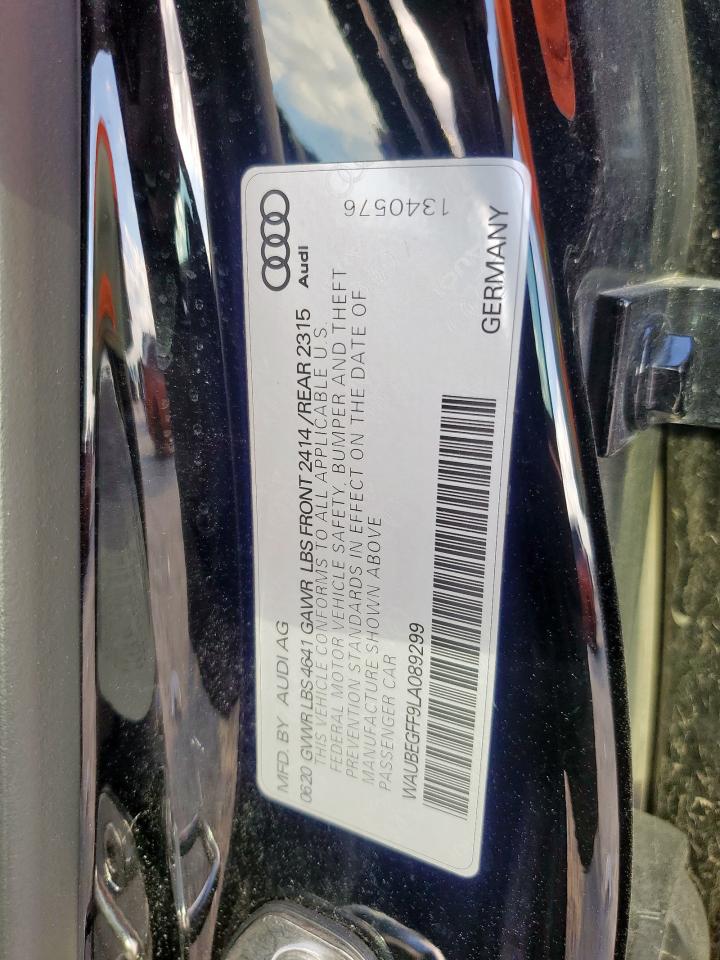 MFD. BY AUDI AG
0620 GVWR LBS 4641 GAWR LBS FRONT 2414 /REAR 2315
THIS VEHICLE CONFORMS TO ALL APPLICABLE U.S.
FEDERAL MOTOR VEHICLE SAFETY, BUMPER AND THEFT
PREVENTION STANDARDS IN EFFECT ON THE DATE OF
MANUFACTURE SHOWN ABOVE
PASSENGER CAR
WAUBEGFF9LA089299
Audi
1340576
GERMANY